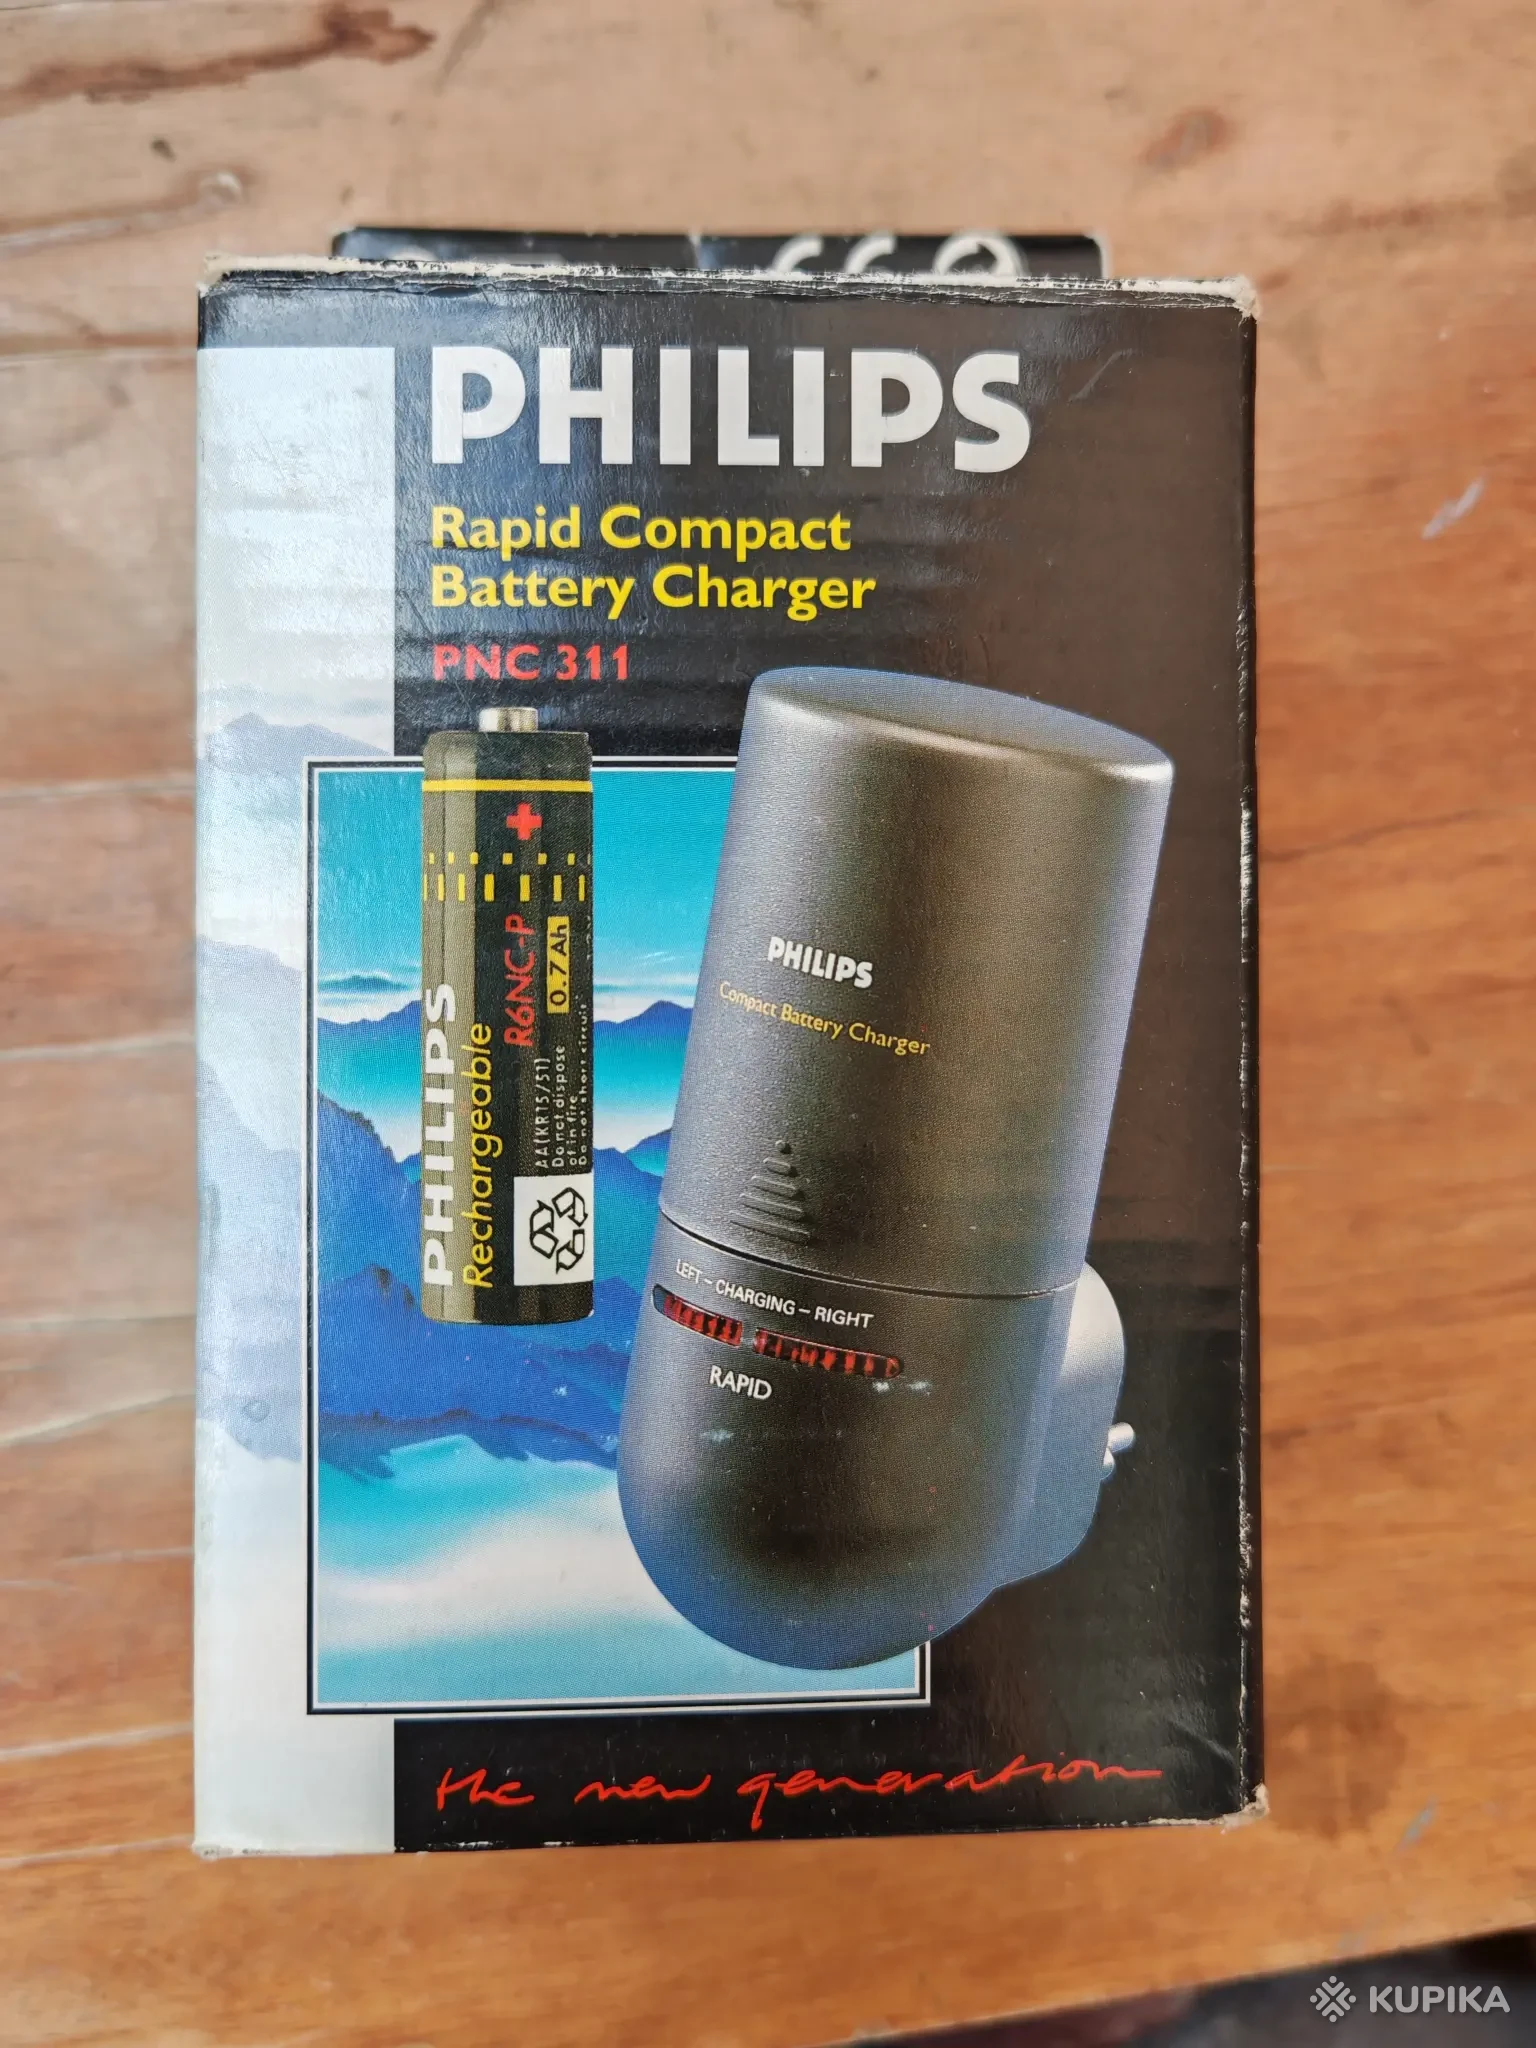 PHILIPS
Rapid Compact
Battery Charger
PNC 311
PHILIPS
Rechargeable
R6NC-P
0.7Ah
AA(KR15/51)
Do not dispose
of in fire
Do not short circuit
PHILIPS
Compact Battery Charger
LEFT – CHARGING – RIGHT
RAPID
the new generation
KUPIKA